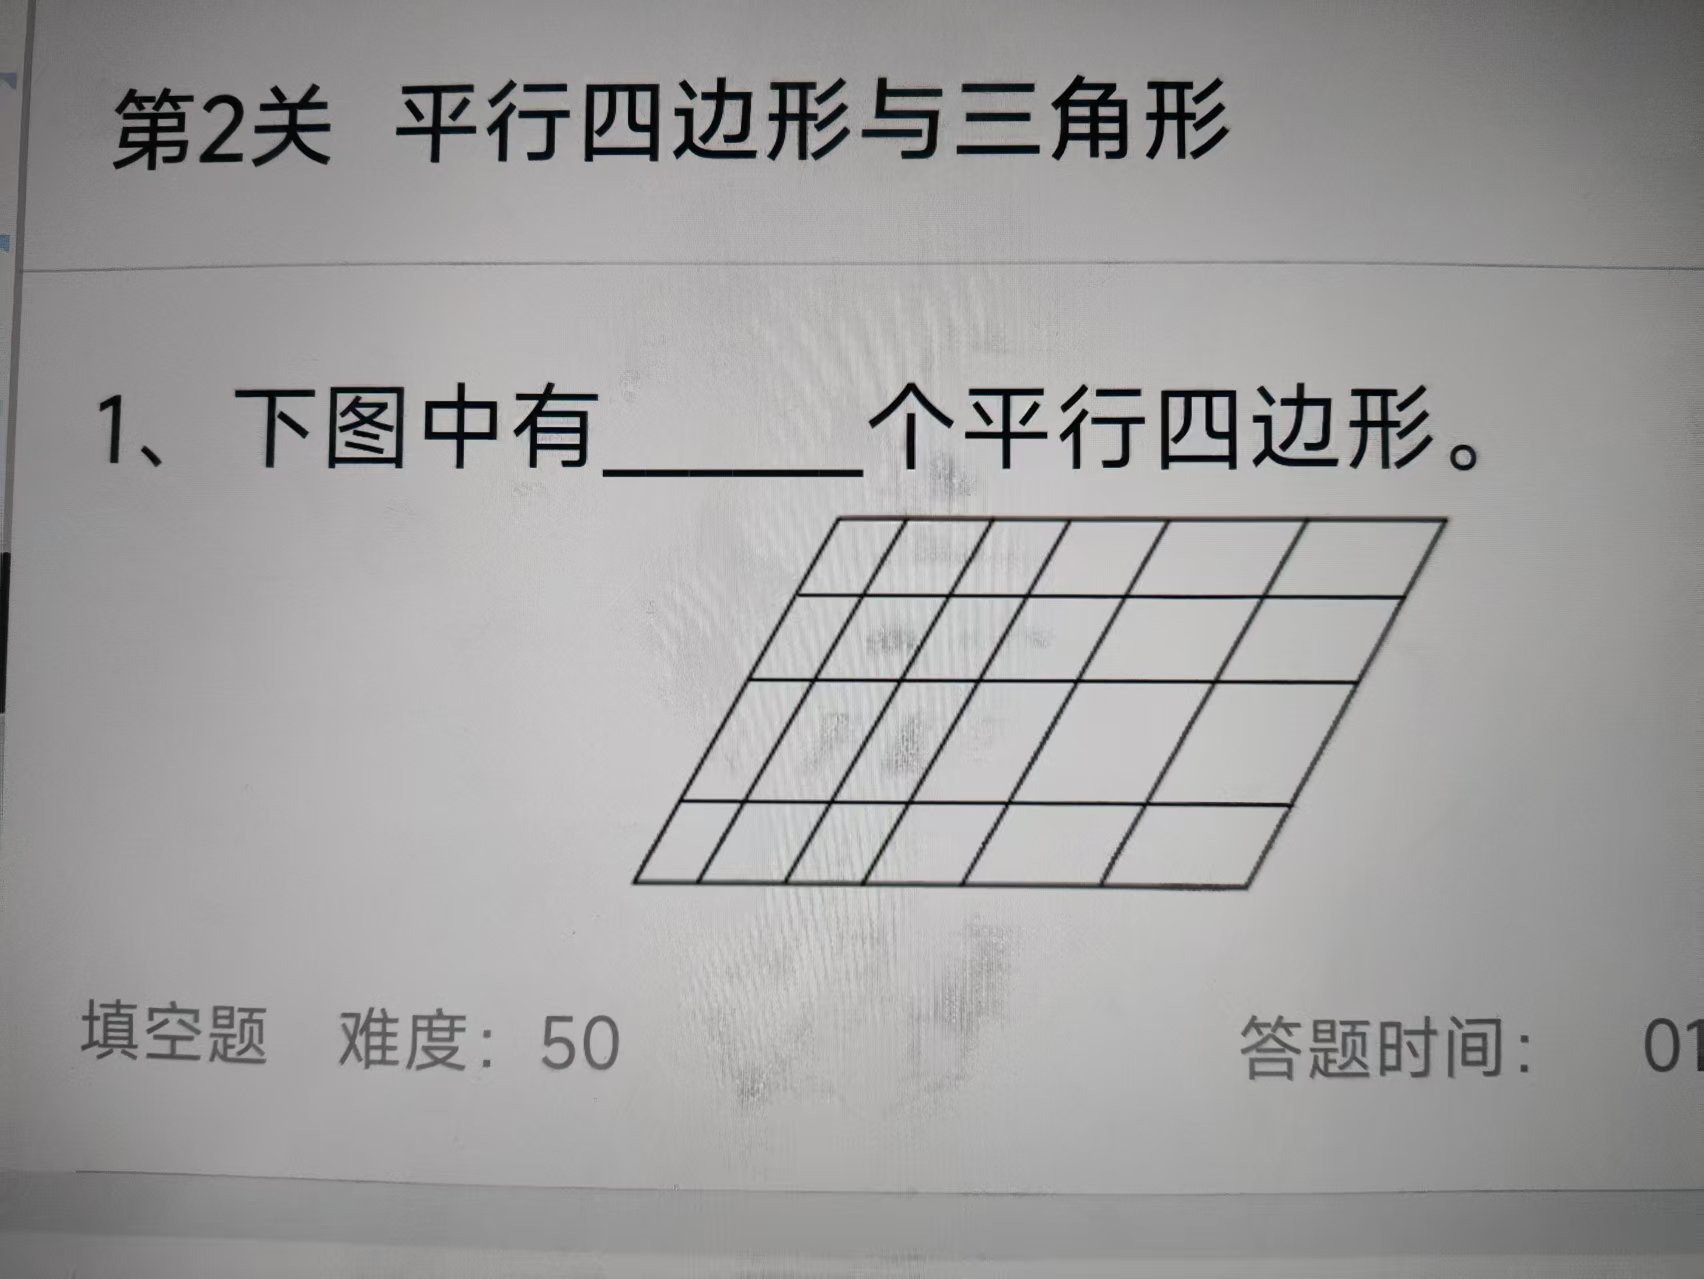 第2关 平行四边形与三角形
1、下图中有______个平行四边形。
填空题 难度：50 答题时间： 01